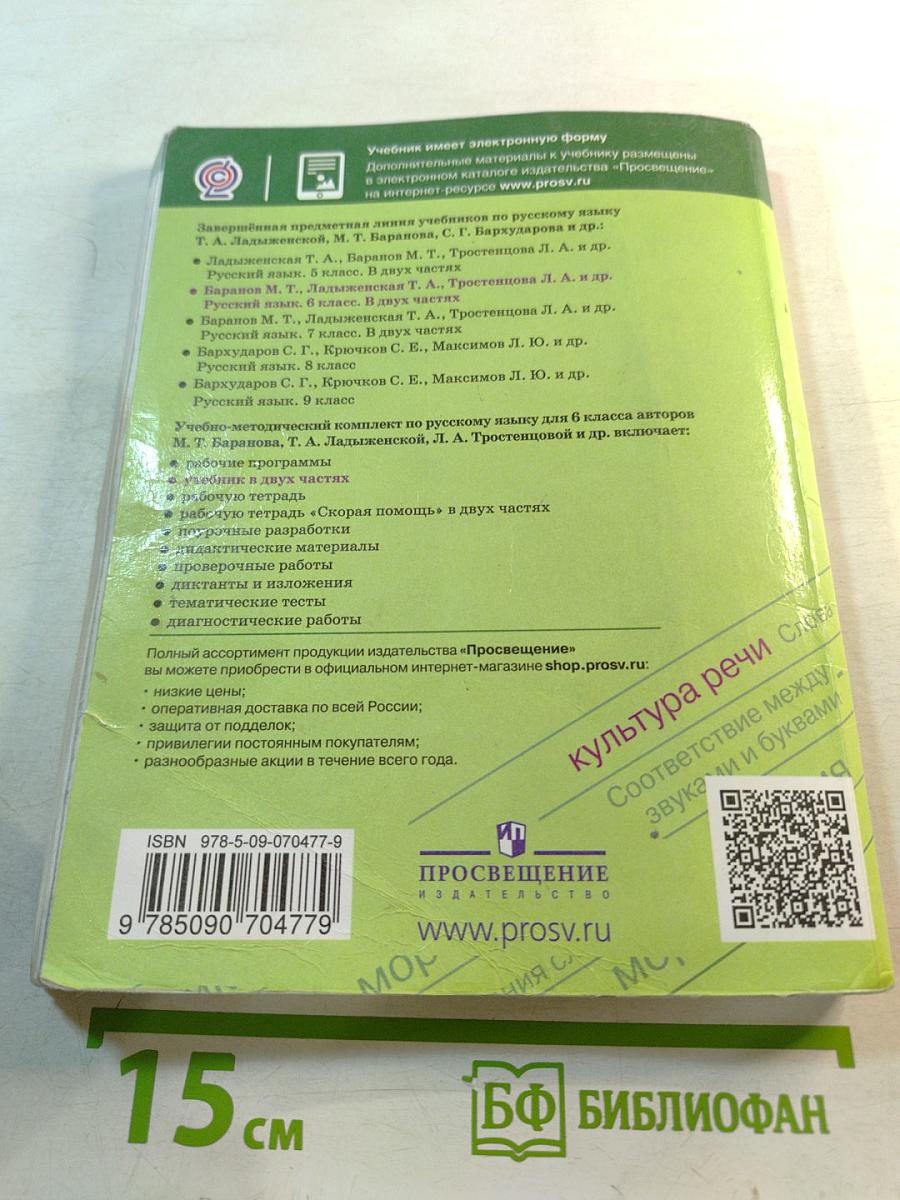 Учебник имеет электронную форму
Дополнительные материалы к учебнику размещены
в электронном каталоге издательства «Просвещение»
на интернет-ресурсе www.prosv.ru
Завершённая предметная линия учебников по русскому языку
Т. А. Ладыженской, М. Т. Баранова, С. Г. Бархударова и др.:
• Ладыженская Т. А., Баранов М. Т., Тростенцова Л. А. и др.
Русский язык. 5 класс. В двух частях
• Баранов М. Т., Ладыженская Т. А., Тростенцова Л. А. и др.
Русский язык. 6 класс. В двух частях
• Баранов М. Т., Ладыженская Т. А., Тростенцова Л. А. и др.
Русский язык. 7 класс. В двух частях
• Бархударов С. Г., Крючков С. Е., Максимов Л. Ю. и др.
Русский язык. 8 класс
• Бархударов С. Г., Крючков С. Е., Максимов Л. Ю. и др.
Русский язык. 9 класс
Учебно-методический комплект по русскому языку для 6 класса авторов
М. Т. Баранова, Т. А. Ладыженской, Л. А. Тростенцовой и др. включает:
• рабочие программы
• учебник в двух частях
• рабочую тетрадь
• рабочую тетрадь «Скорая помощь» в двух частях
• поурочные разработки
• дидактические материалы
• проверочные работы
• диктанты и изложения
• тематические тесты
• диагностические работы
Полный ассортимент продукции издательства «Просвещение»
вы можете приобрести в официальном интернет-магазине shop.prosv.ru:
• низкие цены;
• оперативная доставка по всей России;
• защита от подделок;
• привилегии постоянным покупателям;
• разнообразные акции в течение всего года.
культура речи
Соответствие между
звуками и буквами
ISBN 978-5-09-070477-9
9 785090 704779
ИП
ПРОСВЕЩЕНИЕ
ИЗДАТЕЛЬСТВО
www.prosv.ru
15 см
БФ БИБЛИОФАН